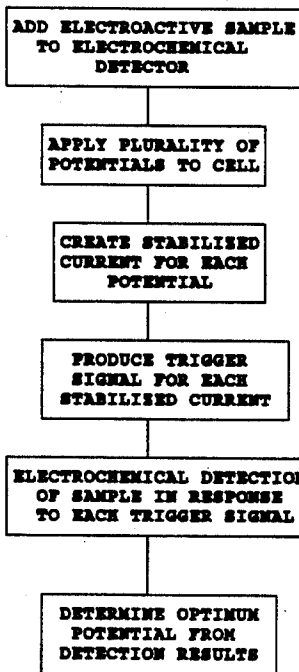 ADD ELECTROACTIVE SAMPLE
TO ELECTROCHEMICAL
DETECTOR
APPLY PLURALITY OF
POTENTIALS TO CELL
CREATE STABILISED
CURRENT FOR EACH
POTENTIAL
PRODUCE TRIGGER
SIGNAL FOR EACH
STABILISED CURRENT
ELECTROCHEMICAL DETECTION
OF SAMPLE IN RESPONSE
TO EACH TRIGGER SIGNAL
DETERMINE OPTIMUM
POTENTIAL FROM
DETECTION RESULTS